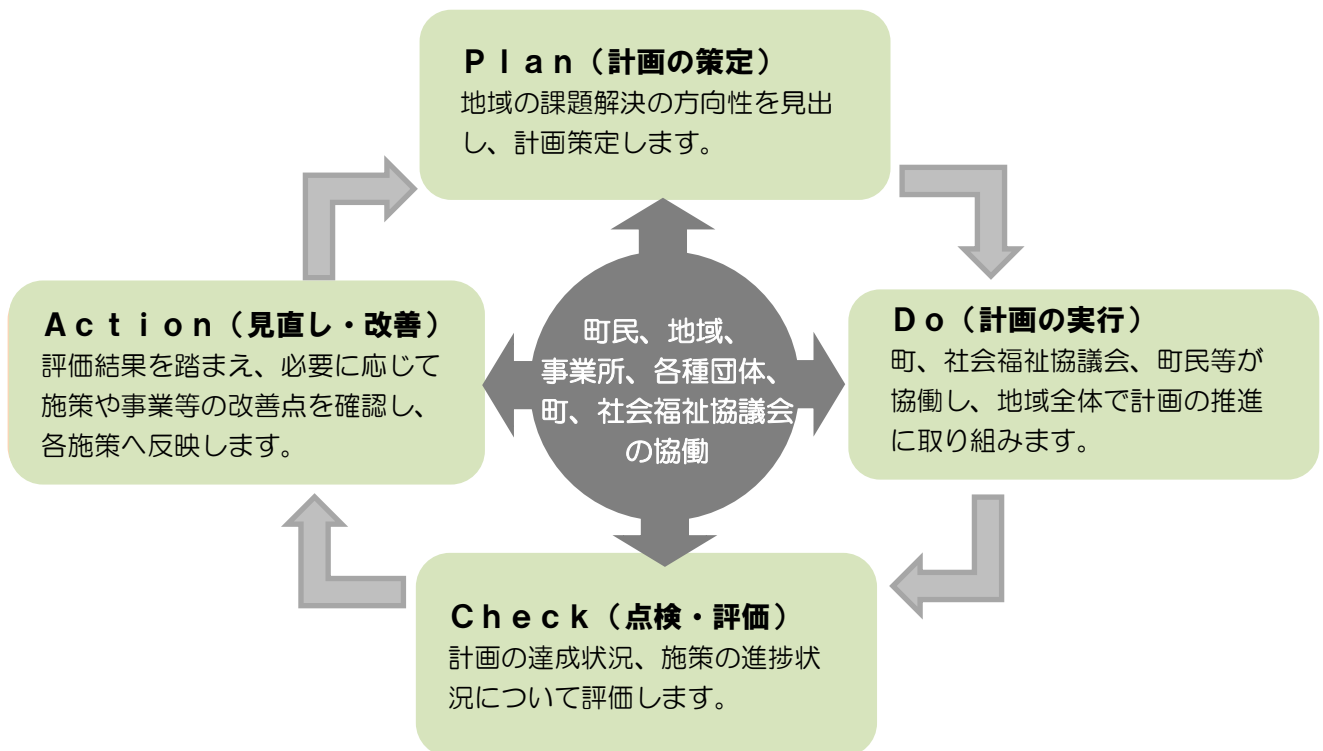 Ｐｌａｎ（計画の策定）
地域の課題解決の方向性を見出
し、計画策定します。
Ａｃｔｉｏｎ（見直し・改善）
評価結果を踏まえ、必要に応じて
施策や事業等の改善点を確認し、
各施策へ反映します。
町民、地域、
事業所、各種団体、
町、社会福祉協議会
の協働
Ｄｏ（計画の実行）
町、社会福祉協議会、町民等が
協働し、地域全体で計画の推進
に取り組みます。
Ｃｈｅｃｋ（点検・評価）
計画の達成状況、施策の進捗状
況について評価します。